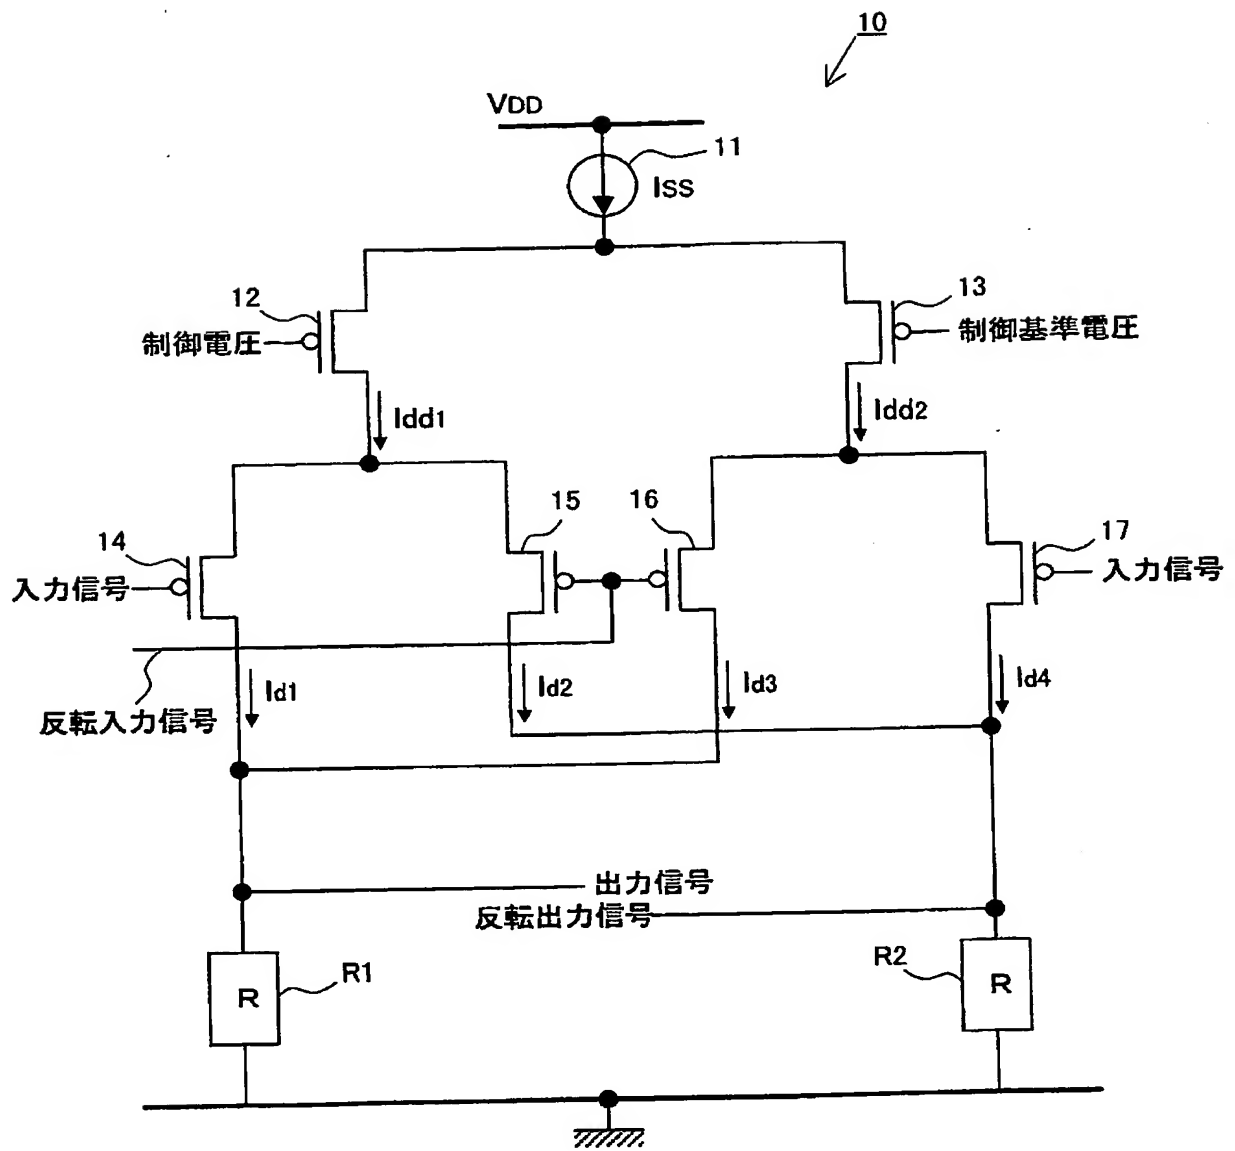 10
VDD
11
ISS
12
13
制御電圧
制御基準電圧
Idd1
Idd2
14
15
16
17
入力信号
入力信号
Id1
Id2
Id3
Id4
反転入力信号
出力信号
反転出力信号
R1
R2
R
R